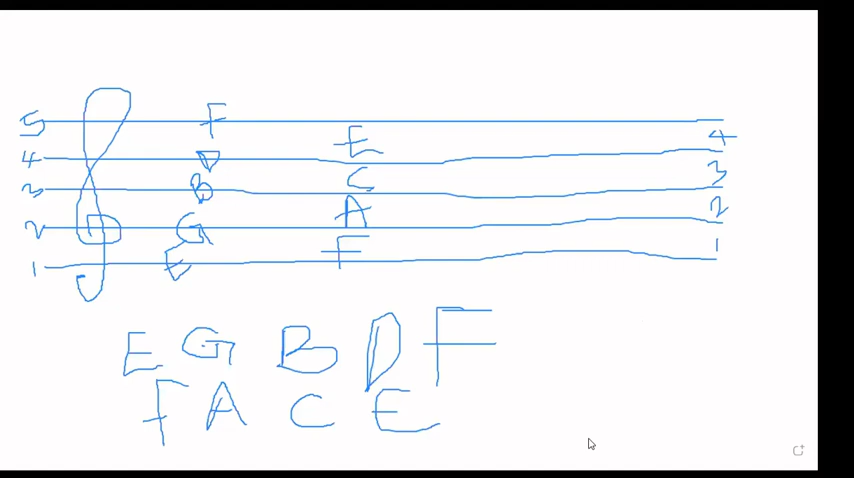 5 F
E 4
4 D
C 3
3 B
A 2
2 G
F 1
1 E
E G B D F
F A C E